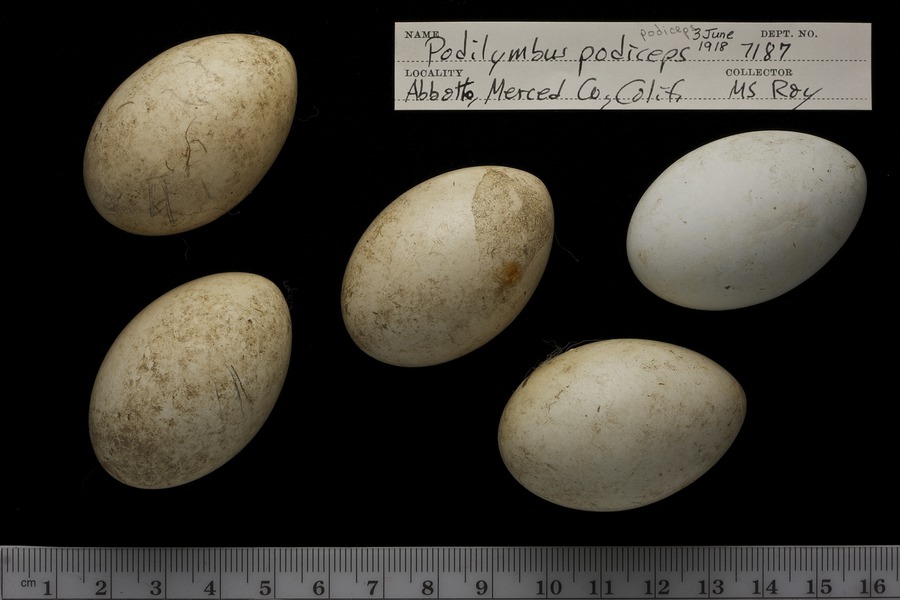 NAME podiceps 3 June 1918 DEPT. NO.
Podilymbus podiceps 7187
LOCALITY COLLECTOR
Abbotts, Merced Co., Calif. MS Ray
cm 1 2 3 4 5 6 7 8 9 10 11 12 13 14 15 16